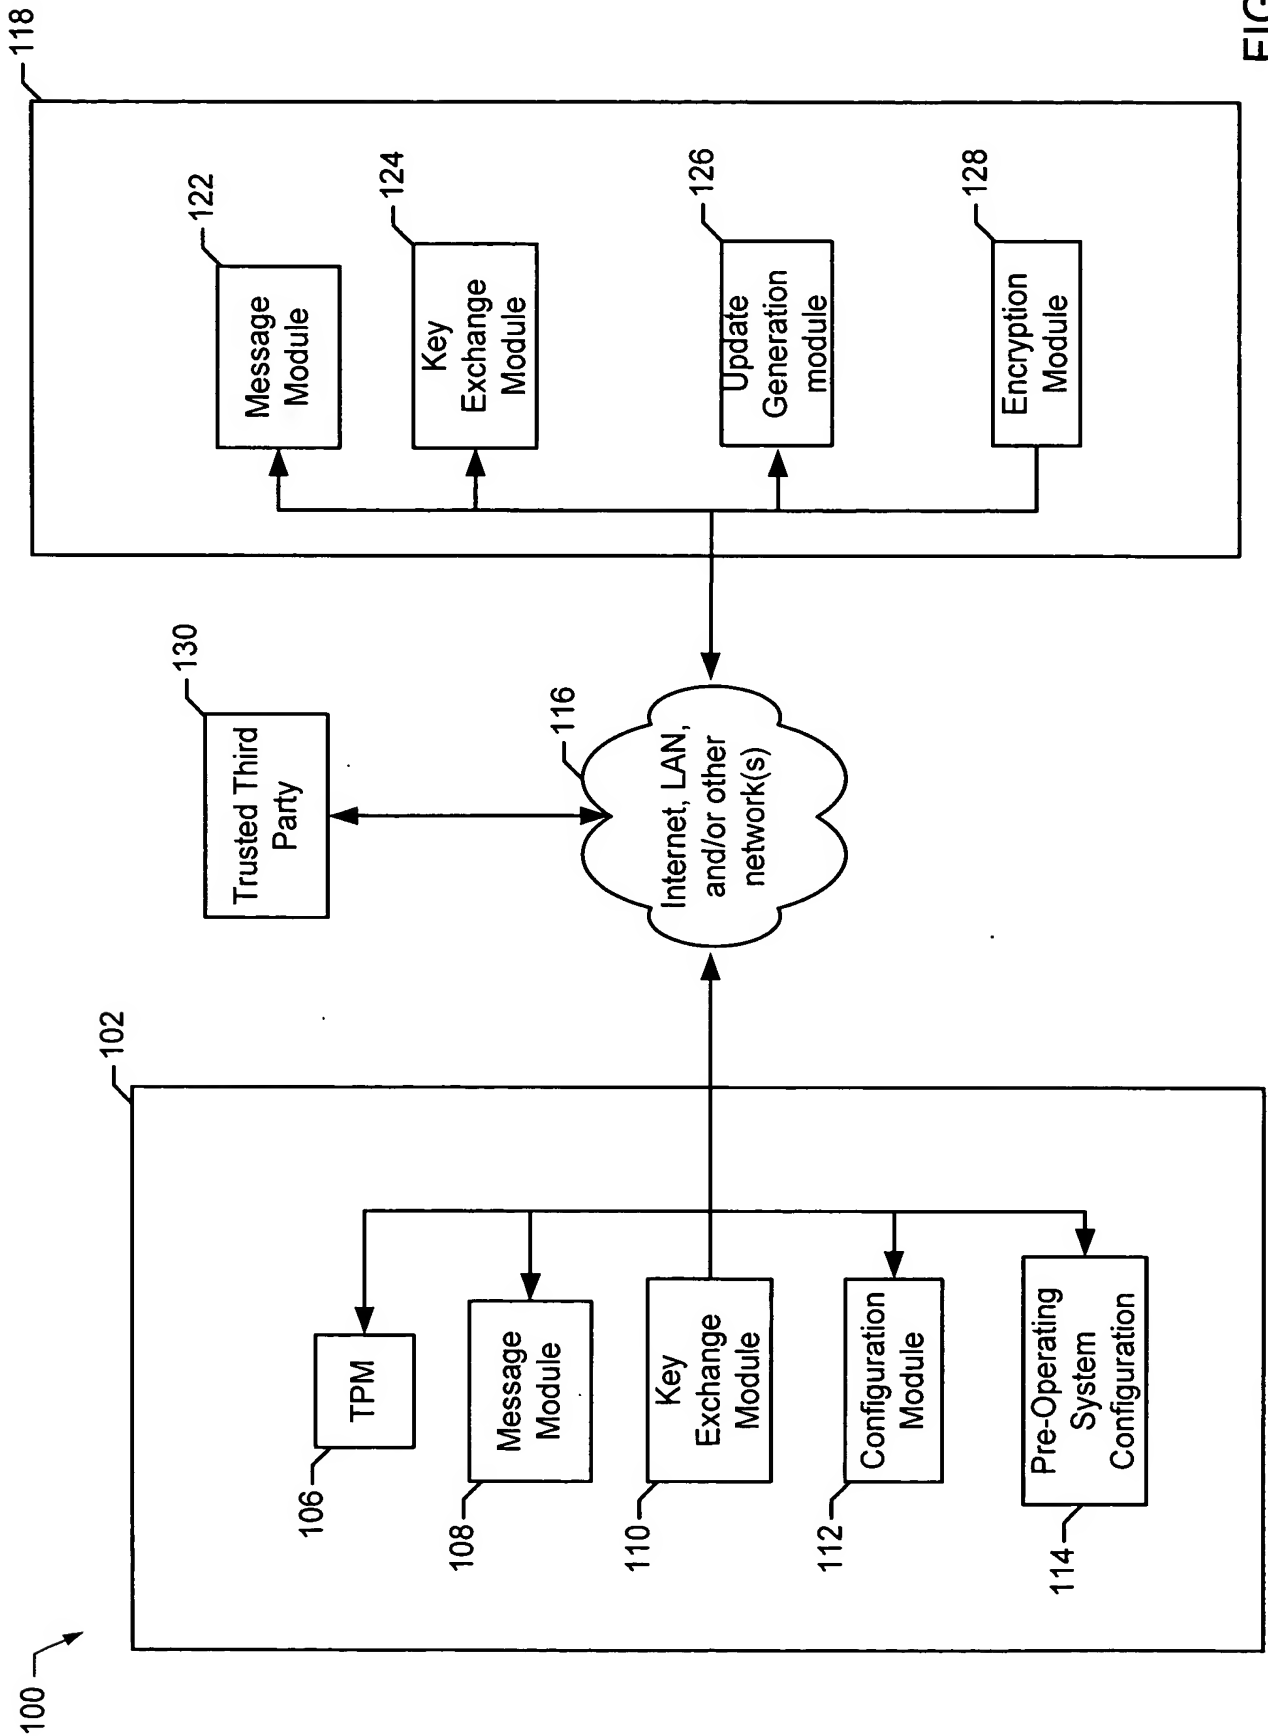 100
102
106
TPM
108
Message
Module
110
Key
Exchange
Module
112
Configuration
Module
114
Pre-Operating
System
Configuration
130
Trusted Third
Party
116
Internet, LAN,
and/or other
network(s)
118
122
Message
Module
124
Key
Exchange
Module
126
Update
Generation
module
128
Encryption
Module
FIG